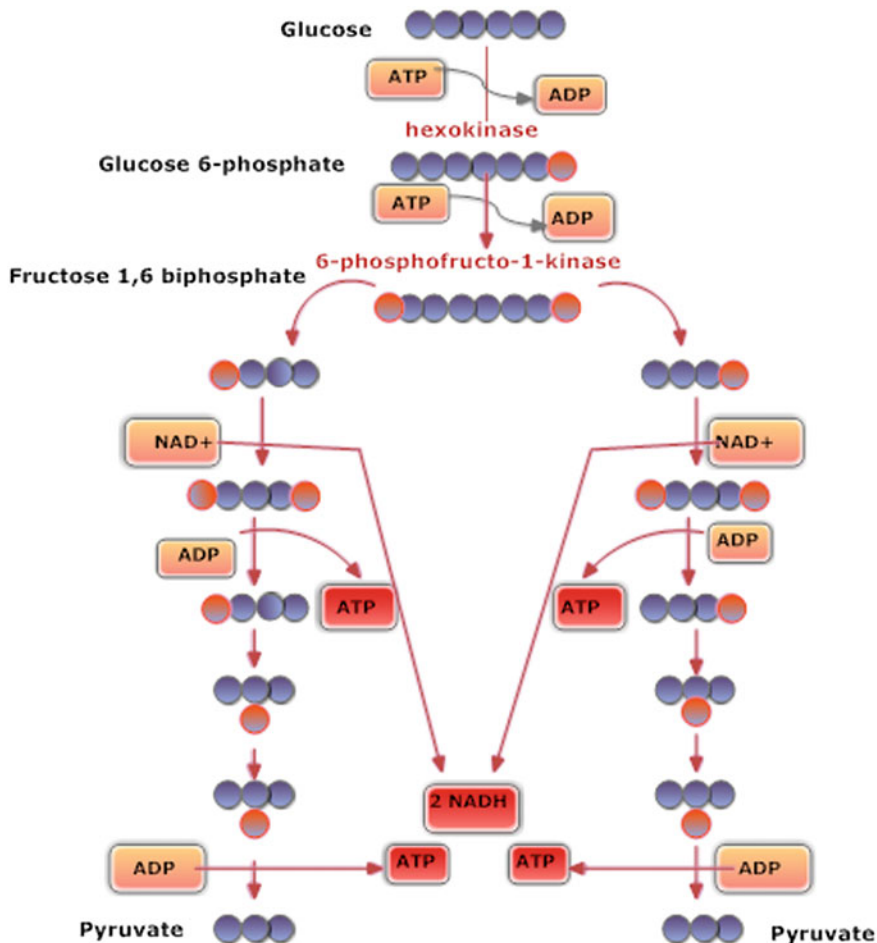 Glucose
ATP
ADP
hexokinase
Glucose 6-phosphate
ATP
ADP
6-phosphofructo-1-kinase
Fructose 1,6 biphosphate
NAD+
NAD+
ADP
ADP
ATP
ATP
2 NADH
ADP
ATP
ATP
ADP
Pyruvate
Pyruvate